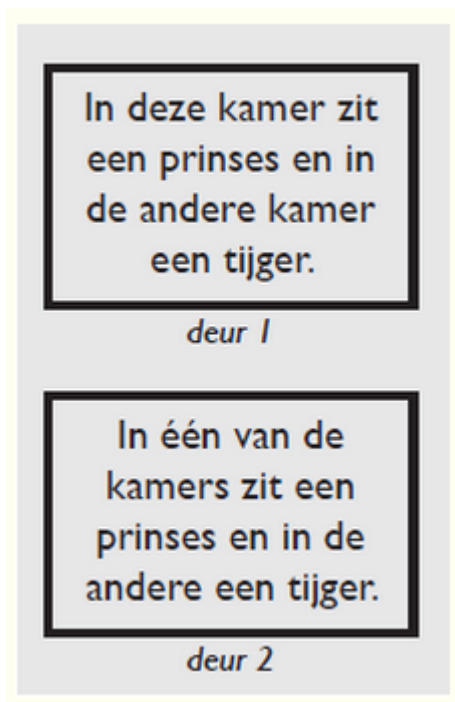 In deze kamer zit
een prinses en in
de andere kamer
een tijger.
deur 1
In één van de
kamers zit een
prinses en in de
andere een tijger.
deur 2